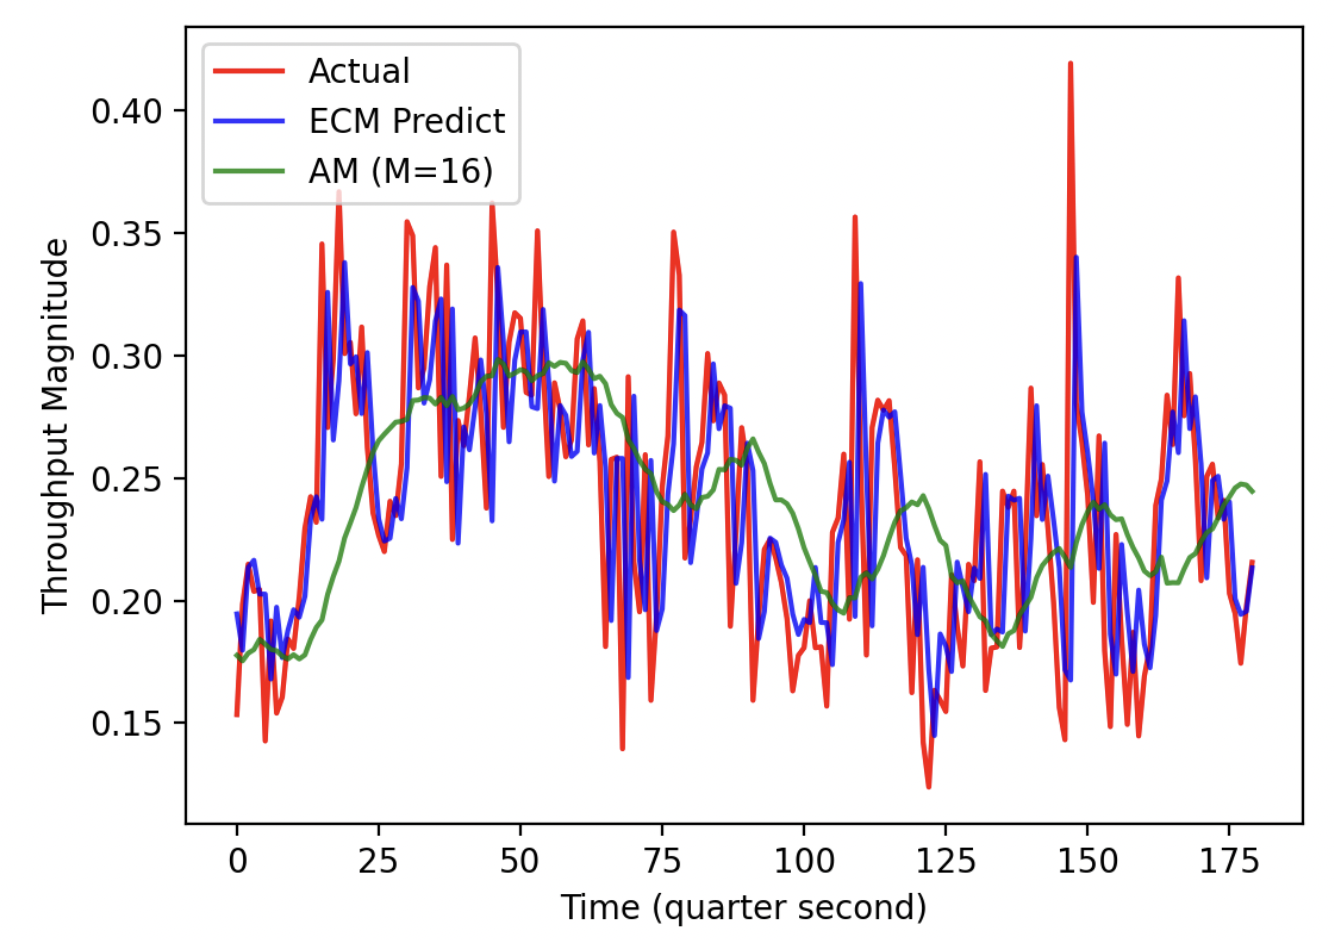 Actual
ECM Predict
AM (M=16)
0.40
0.35
0.30
0.25
0.20
0.15
Throughput Magnitude
0 25 50 75 100 125 150 175
Time (quarter second)